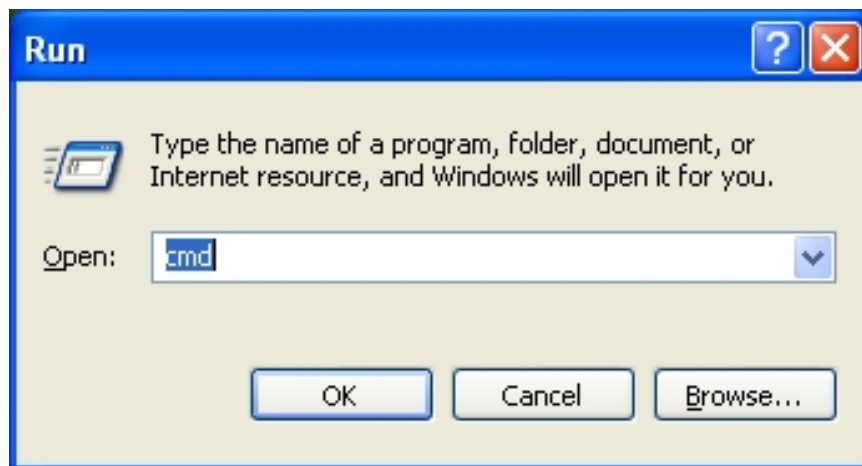 Run
Type the name of a program, folder, document, or
Internet resource, and Windows will open it for you.
Open: cmd
OK Cancel Browse...